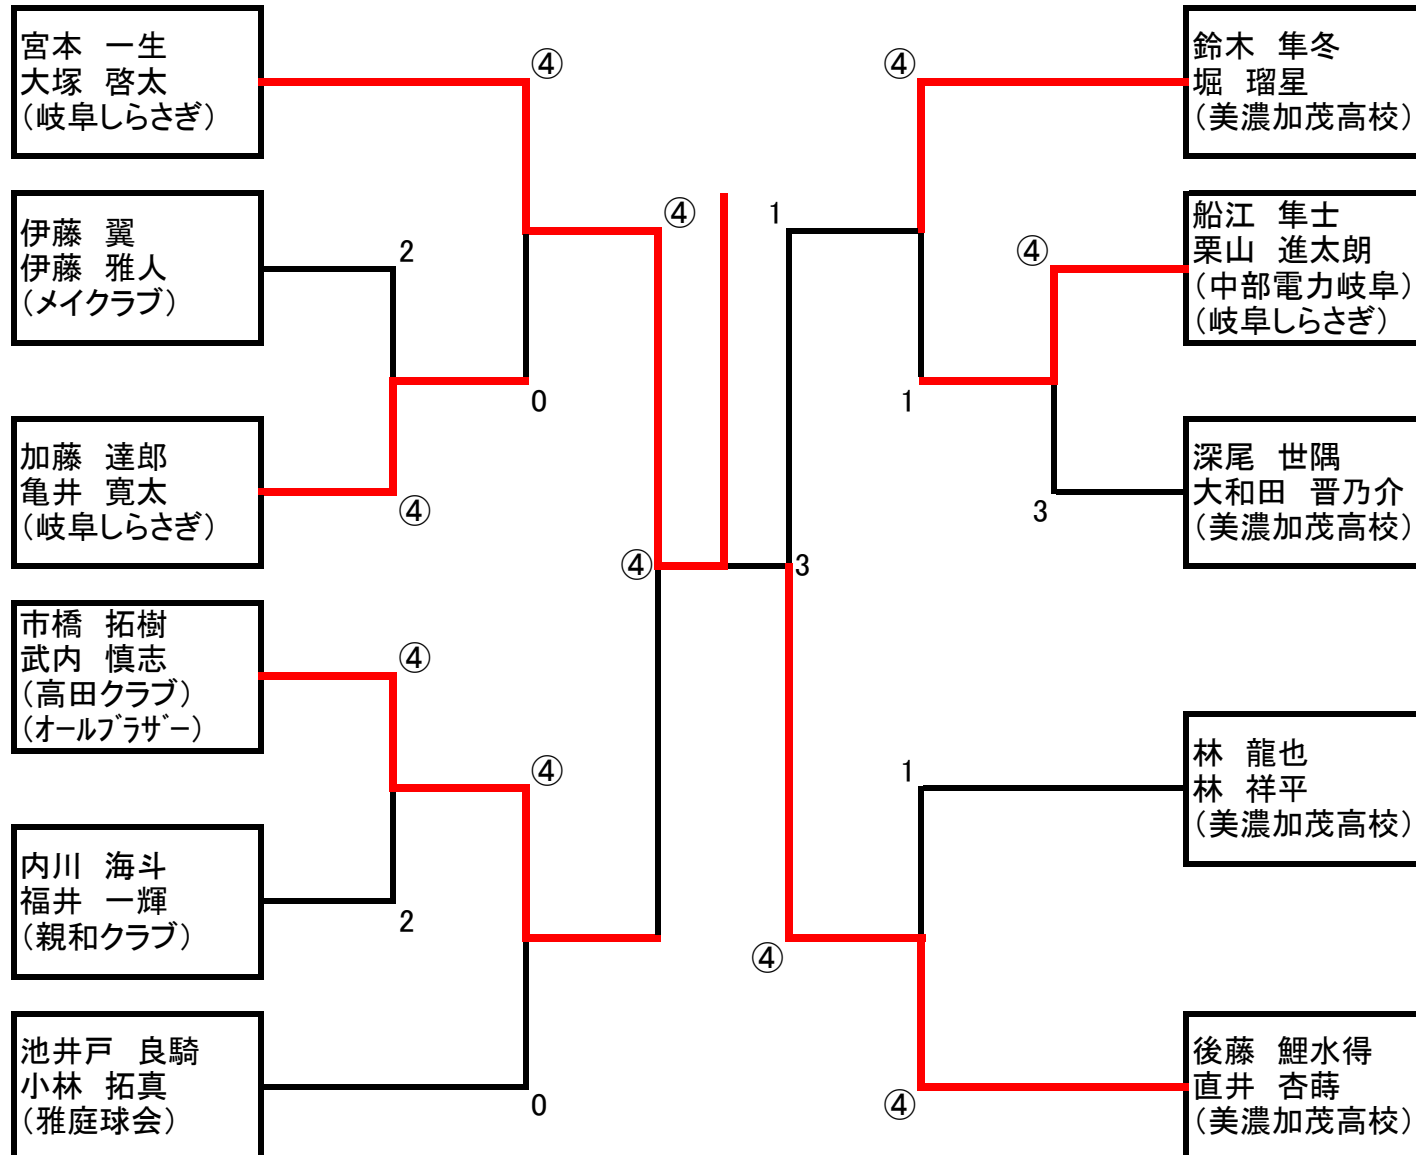 宮本　一生
大塚　啓太
(岐阜しらさぎ)
④
④
鈴木　隼冬
堀　瑠星
(美濃加茂高校)
伊藤　翼
伊藤　雅人
(メイクラブ)
2
④
1
④
船江　隼士
栗山　進太朗
(中部電力岐阜)
(岐阜しらさぎ)
0
1
加藤　達郎
亀井　寛太
(岐阜しらさぎ)
④
3
深尾　世隅
大和田　晋乃介
(美濃加茂高校)
④
3
市橋　拓樹
武内　慎志
(高田クラブ)
(ｵｰﾙﾌﾞﾗｻﾞｰ)
④
④
1
林　龍也
林　祥平
(美濃加茂高校)
内川　海斗
福井　一輝
(親和クラブ)
2
④
池井戸　良騎
小林　拓真
(雅庭球会)
0
④
後藤　鯉水得
直井　杏蒔
(美濃加茂高校)